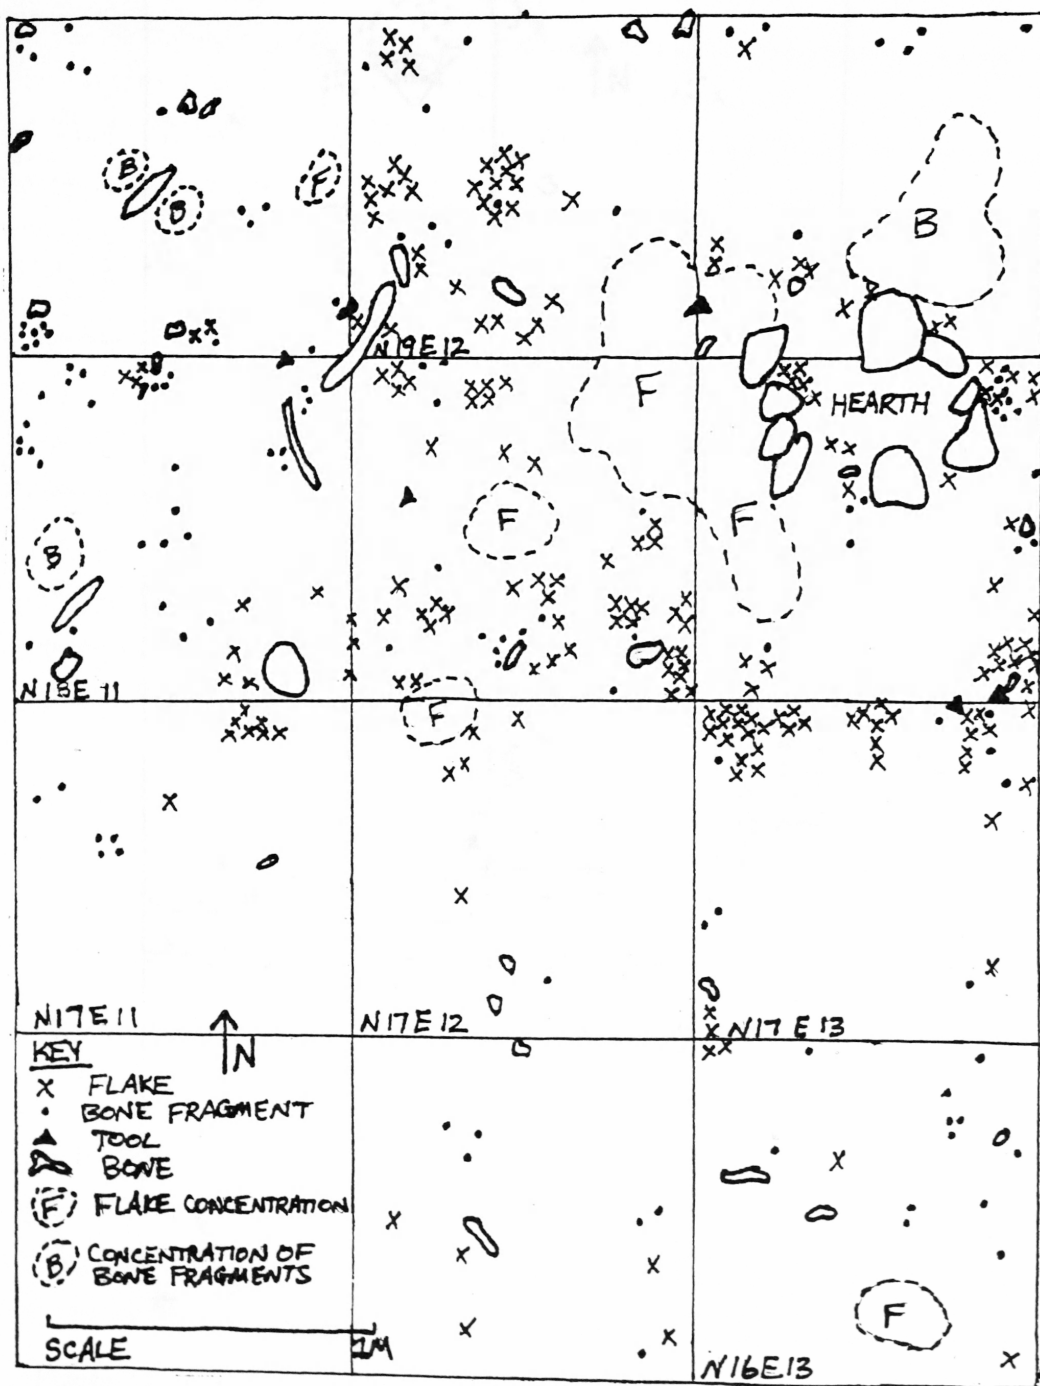 B
B
F
B
N19E12
F
HEARTH
F
F
B
N18E11
F
N17E11
N17E12
N17E13
N
KEY
X FLAKE
BONE FRAGMENT
TOOL
BONE
F FLAKE CONCENTRATION
B CONCENTRATION OF
BONE FRAGMENTS
SCALE 1M
F
N16E13